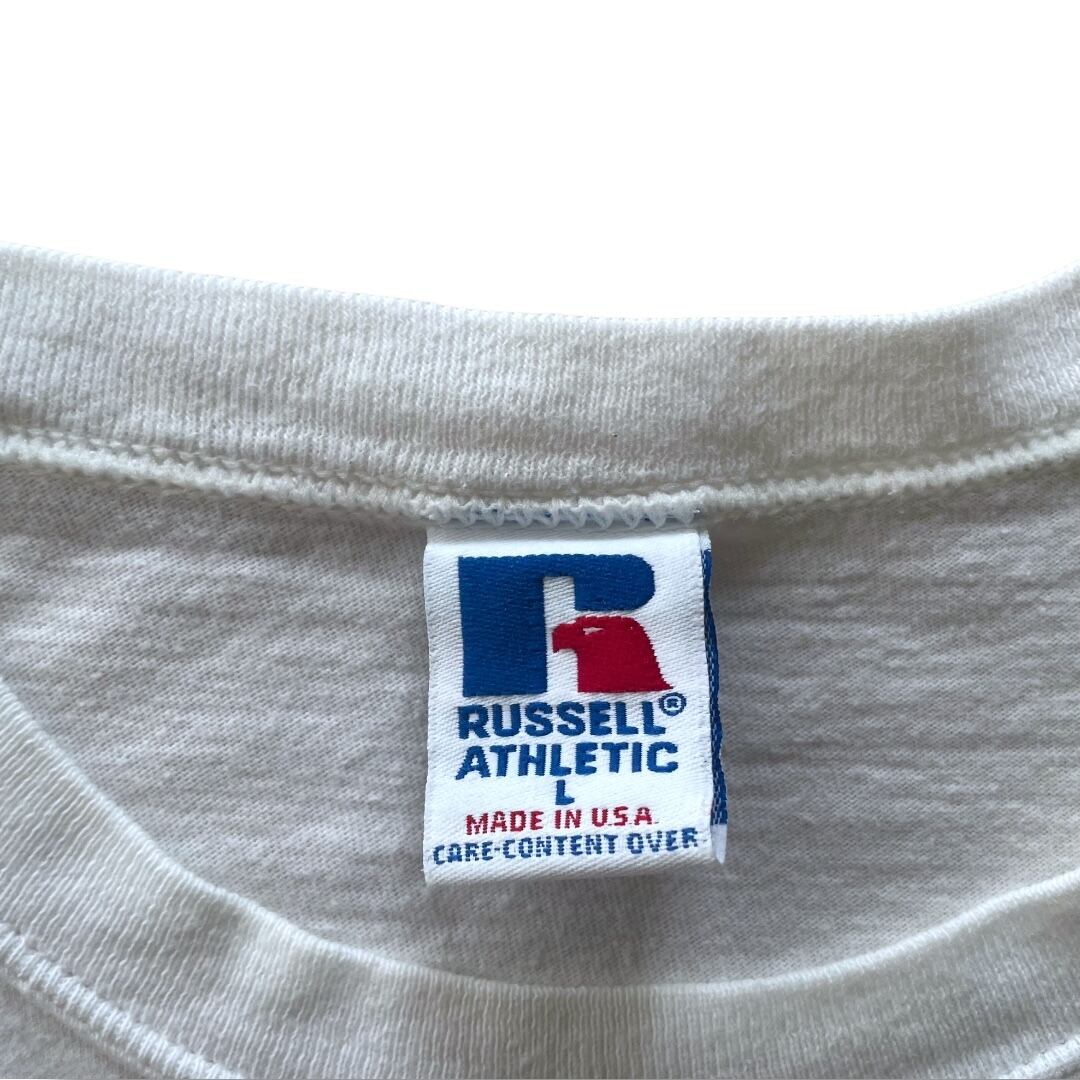 R
RUSSELL®
ATHLETIC
L
MADE IN U.S.A.
CARE-CONTENT OVER